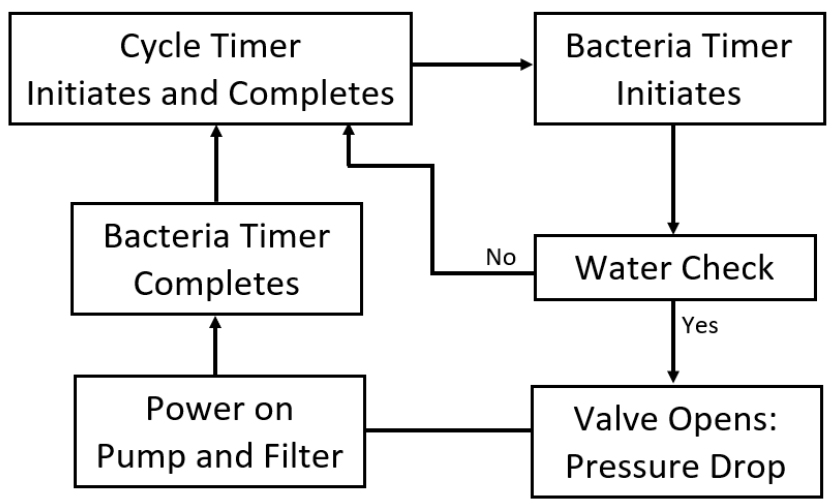 Cycle Timer
Initiates and Completes
Bacteria Timer
Initiates
Water Check
No
Yes
Valve Opens:
Pressure Drop
Power on
Pump and Filter
Bacteria Timer
Completes